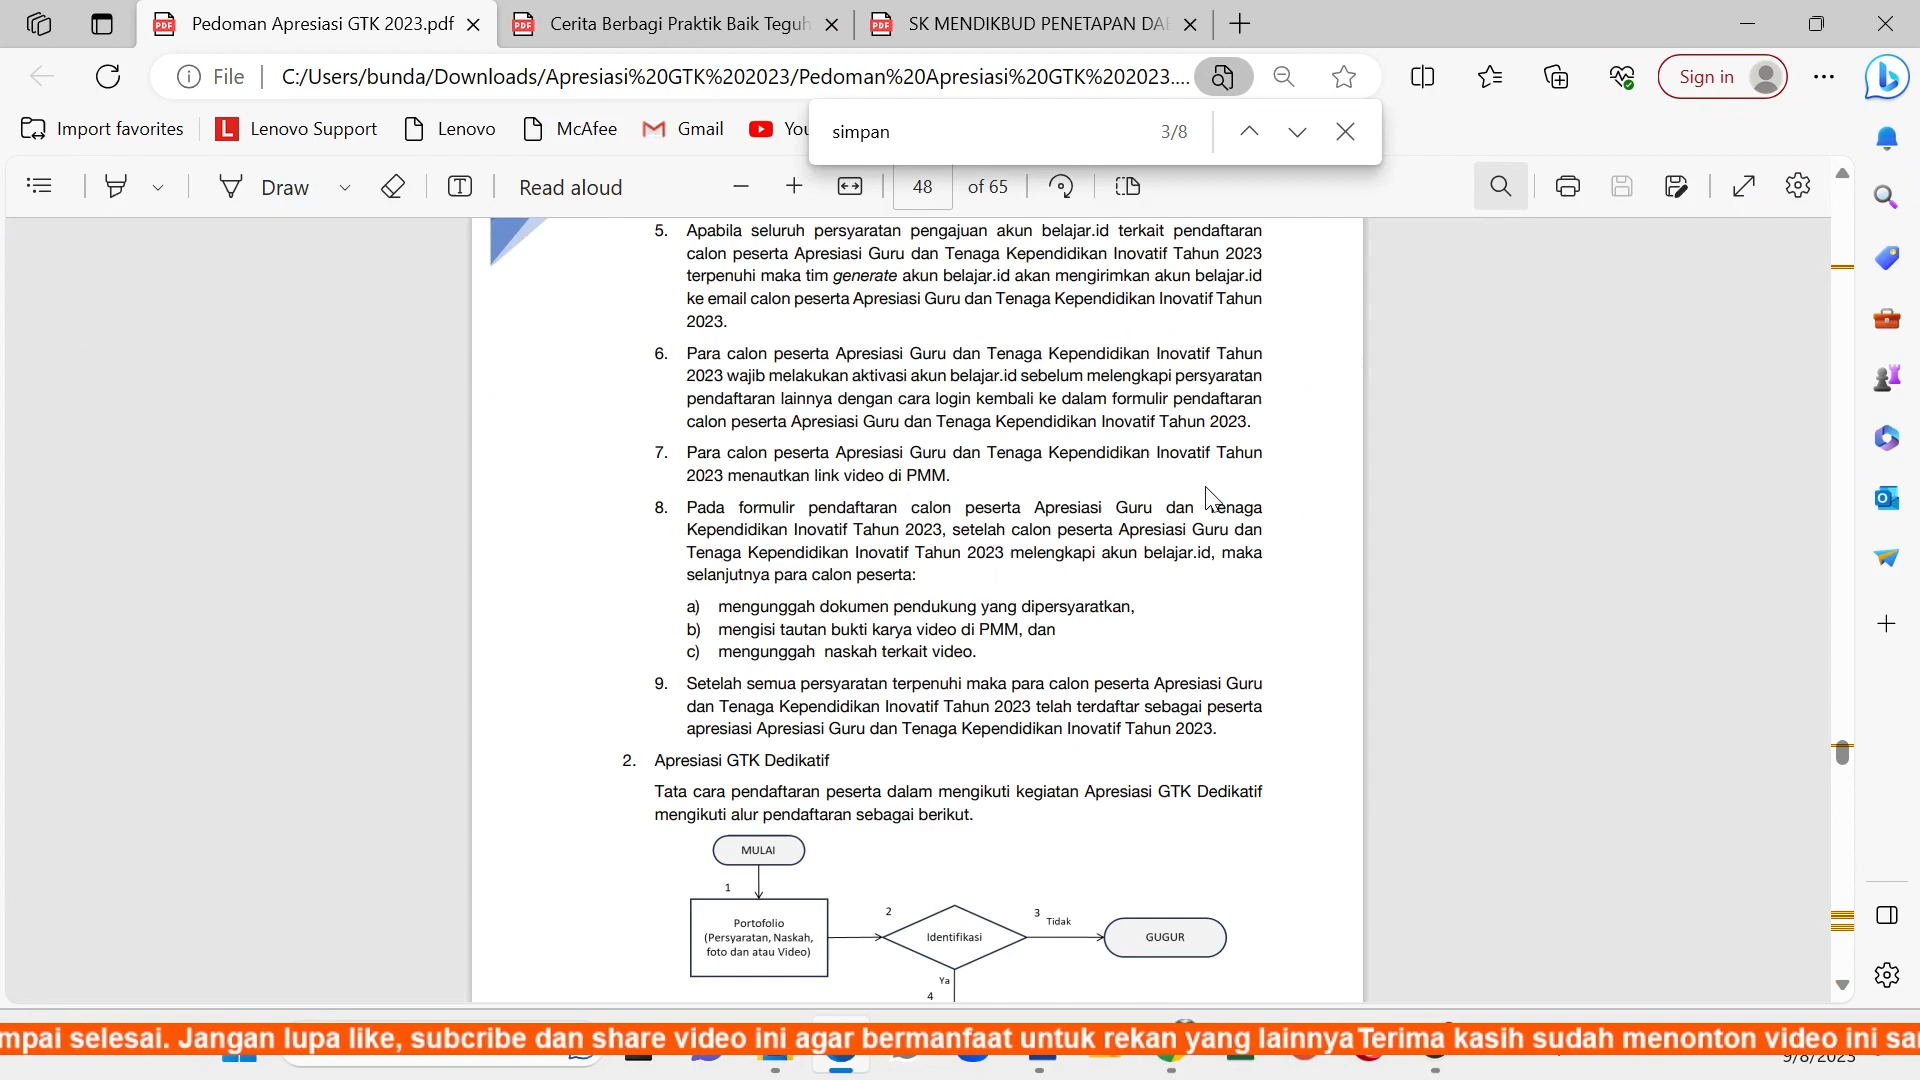 Pedoman Apresiasi GTK 2023.pdf
Cerita Berbagi Praktik Baik Teguh
SK MENDIKBUD PENETAPAN DAE
File
C:/Users/bunda/Downloads/Apresiasi%20GTK%202023/Pedoman%20Apresiasi%20GTK%202023....
Sign in
Import favorites
Lenovo Support
Lenovo
McAfee
Gmail
You
simpan
3/8
Draw
Read aloud
48
of 65
5. Apabila seluruh persyaratan pengajuan akun belajar.id terkait pendaftaran
calon peserta Apresiasi Guru dan Tenaga Kependidikan Inovatif Tahun 2023
terpenuhi maka tim generate akun belajar.id akan mengirimkan akun belajar.id
ke email calon peserta Apresiasi Guru dan Tenaga Kependidikan Inovatif Tahun
2023.
6. Para calon peserta Apresiasi Guru dan Tenaga Kependidikan Inovatif Tahun
2023 wajib melakukan aktivasi akun belajar.id sebelum melengkapi persyaratan
pendaftaran lainnya dengan cara login kembali ke dalam formulir pendaftaran
calon peserta Apresiasi Guru dan Tenaga Kependidikan Inovatif Tahun 2023.
7. Para calon peserta Apresiasi Guru dan Tenaga Kependidikan Inovatif Tahun
2023 menautkan link video di PMM.
8. Pada formulir pendaftaran calon peserta Apresiasi Guru dan Tenaga
Kependidikan Inovatif Tahun 2023, setelah calon peserta Apresiasi Guru dan
Tenaga Kependidikan Inovatif Tahun 2023 melengkapi akun belajar.id, maka
selanjutnya para calon peserta:
a) mengunggah dokumen pendukung yang dipersyaratkan,
b) mengisi tautan bukti karya video di PMM, dan
c) mengunggah naskah terkait video.
9. Setelah semua persyaratan terpenuhi maka para calon peserta Apresiasi Guru
dan Tenaga Kependidikan Inovatif Tahun 2023 telah terdaftar sebagai peserta
apresiasi Apresiasi Guru dan Tenaga Kependidikan Inovatif Tahun 2023.
2. Apresiasi GTK Dedikatif
Tata cara pendaftaran peserta dalam mengikuti kegiatan Apresiasi GTK Dedikatif
mengikuti alur pendaftaran sebagai berikut.
MULAI
1
Portofolio
(Persyaratan, Naskah,
foto dan atau Video)
2
Identifikasi
3
Tidak
GUGUR
Ya
4
mpai selesai. Jangan lupa like, subcribe dan share video ini agar bermanfaat untuk rekan yang lainnya Terima kasih sudah menonton video ini sa
9/8/2023